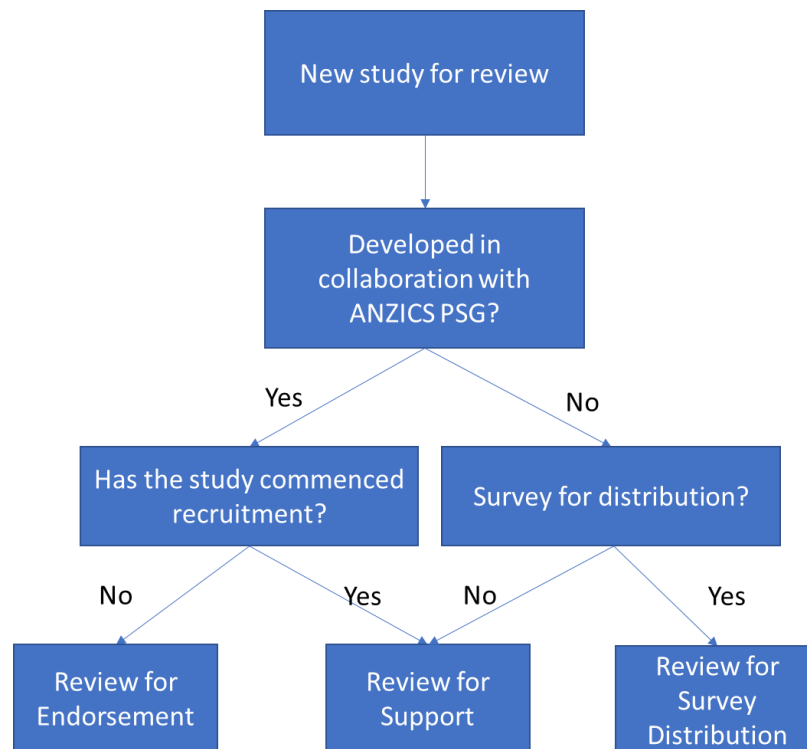 New study for review
Developed in
collaboration with
ANZICS PSG?
Yes
No
Has the study commenced
recruitment?
Survey for distribution?
No
Yes
No
Yes
Review for
Endorsement
Review for
Support
Review for
Survey
Distribution